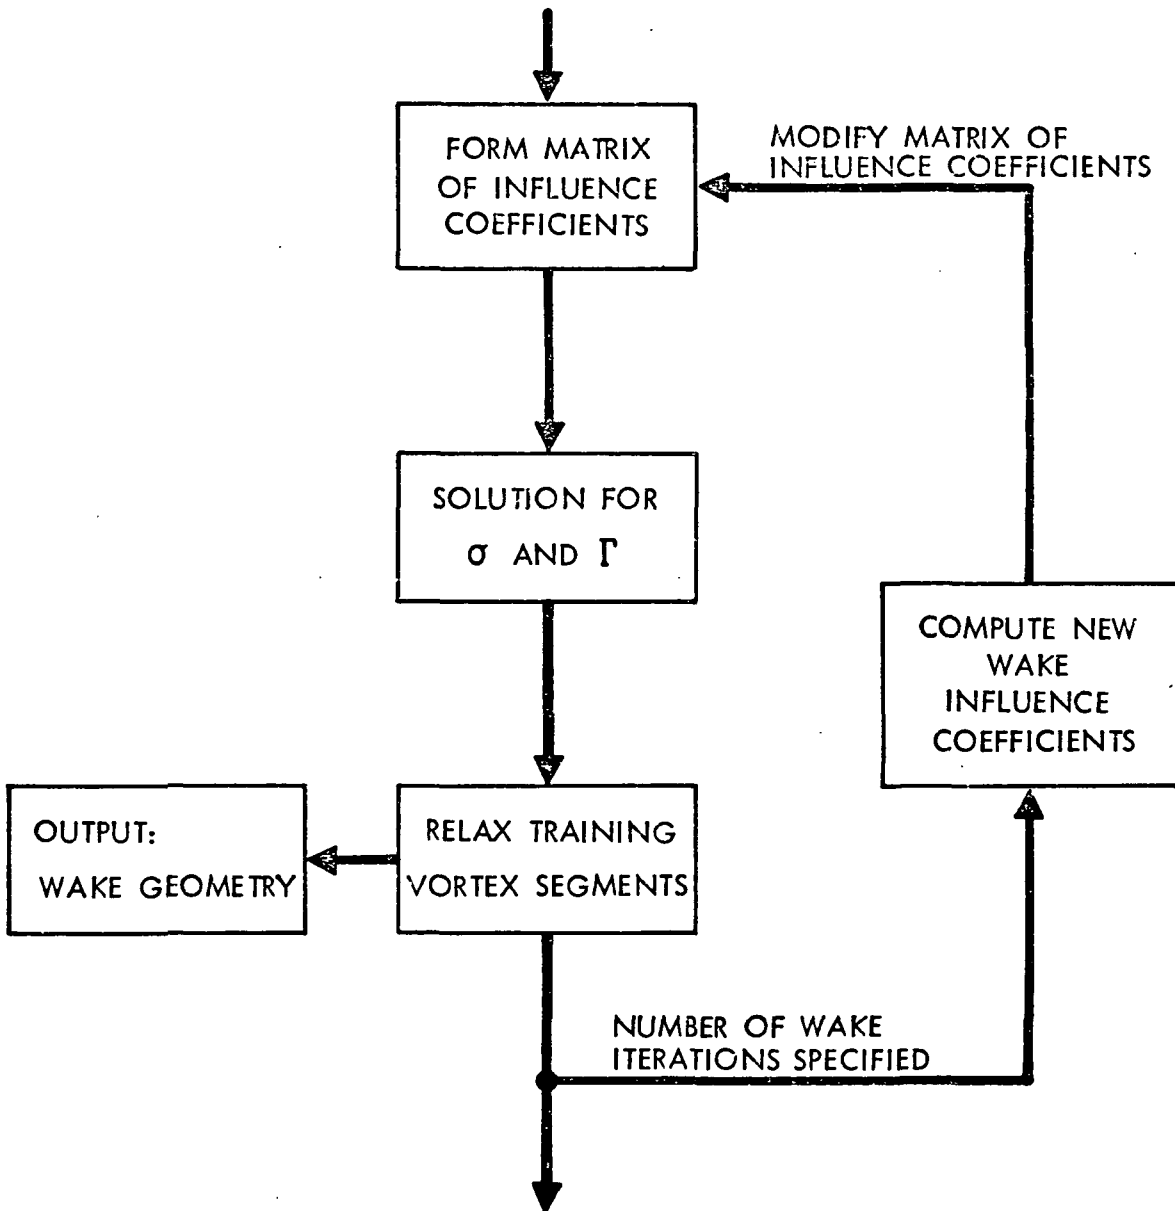 FORM MATRIX
OF INFLUENCE
COEFFICIENTS
MODIFY MATRIX OF
INFLUENCE COEFFICIENTS
SOLUTION FOR
σ AND Γ
COMPUTE NEW
WAKE
INFLUENCE
COEFFICIENTS
OUTPUT:
WAKE GEOMETRY
RELAX TRAINING
VORTEX SEGMENTS
NUMBER OF WAKE
ITERATIONS SPECIFIED